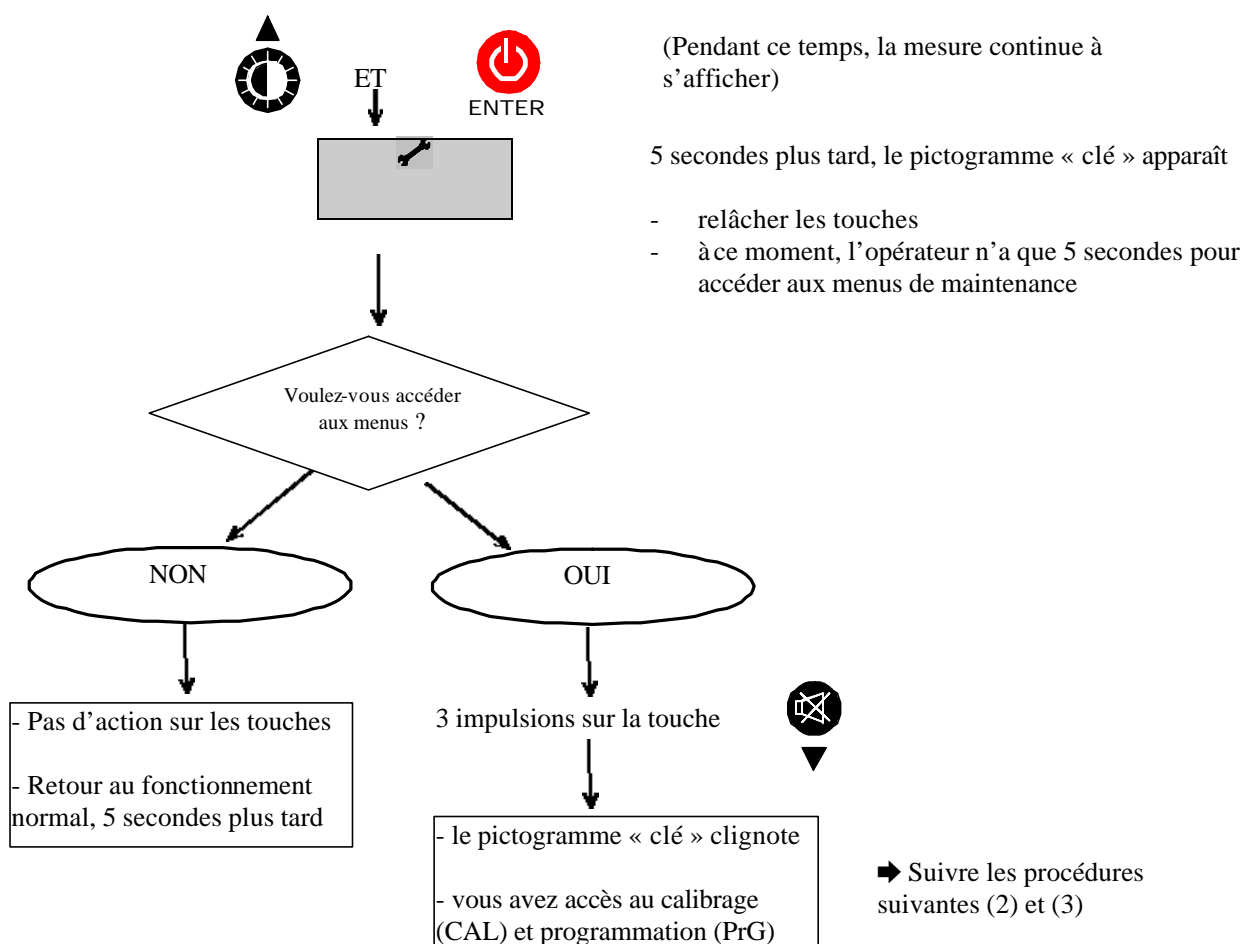 ET
ENTER
(Pendant ce temps, la mesure continue à
s’afficher)
5 secondes plus tard, le pictogramme « clé » apparaît
- relâcher les touches
- à ce moment, l’opérateur n’a que 5 secondes pour
accéder aux menus de maintenance
Voulez-vous accéder
aux menus ?
NON
OUI
- Pas d’action sur les touches
- Retour au fonctionnement
normal, 5 secondes plus tard
3 impulsions sur la touche
- le pictogramme « clé » clignote
- vous avez accès au calibrage
(CAL) et programmation (PrG)
➨ Suivre les procédures
suivantes (2) et (3)